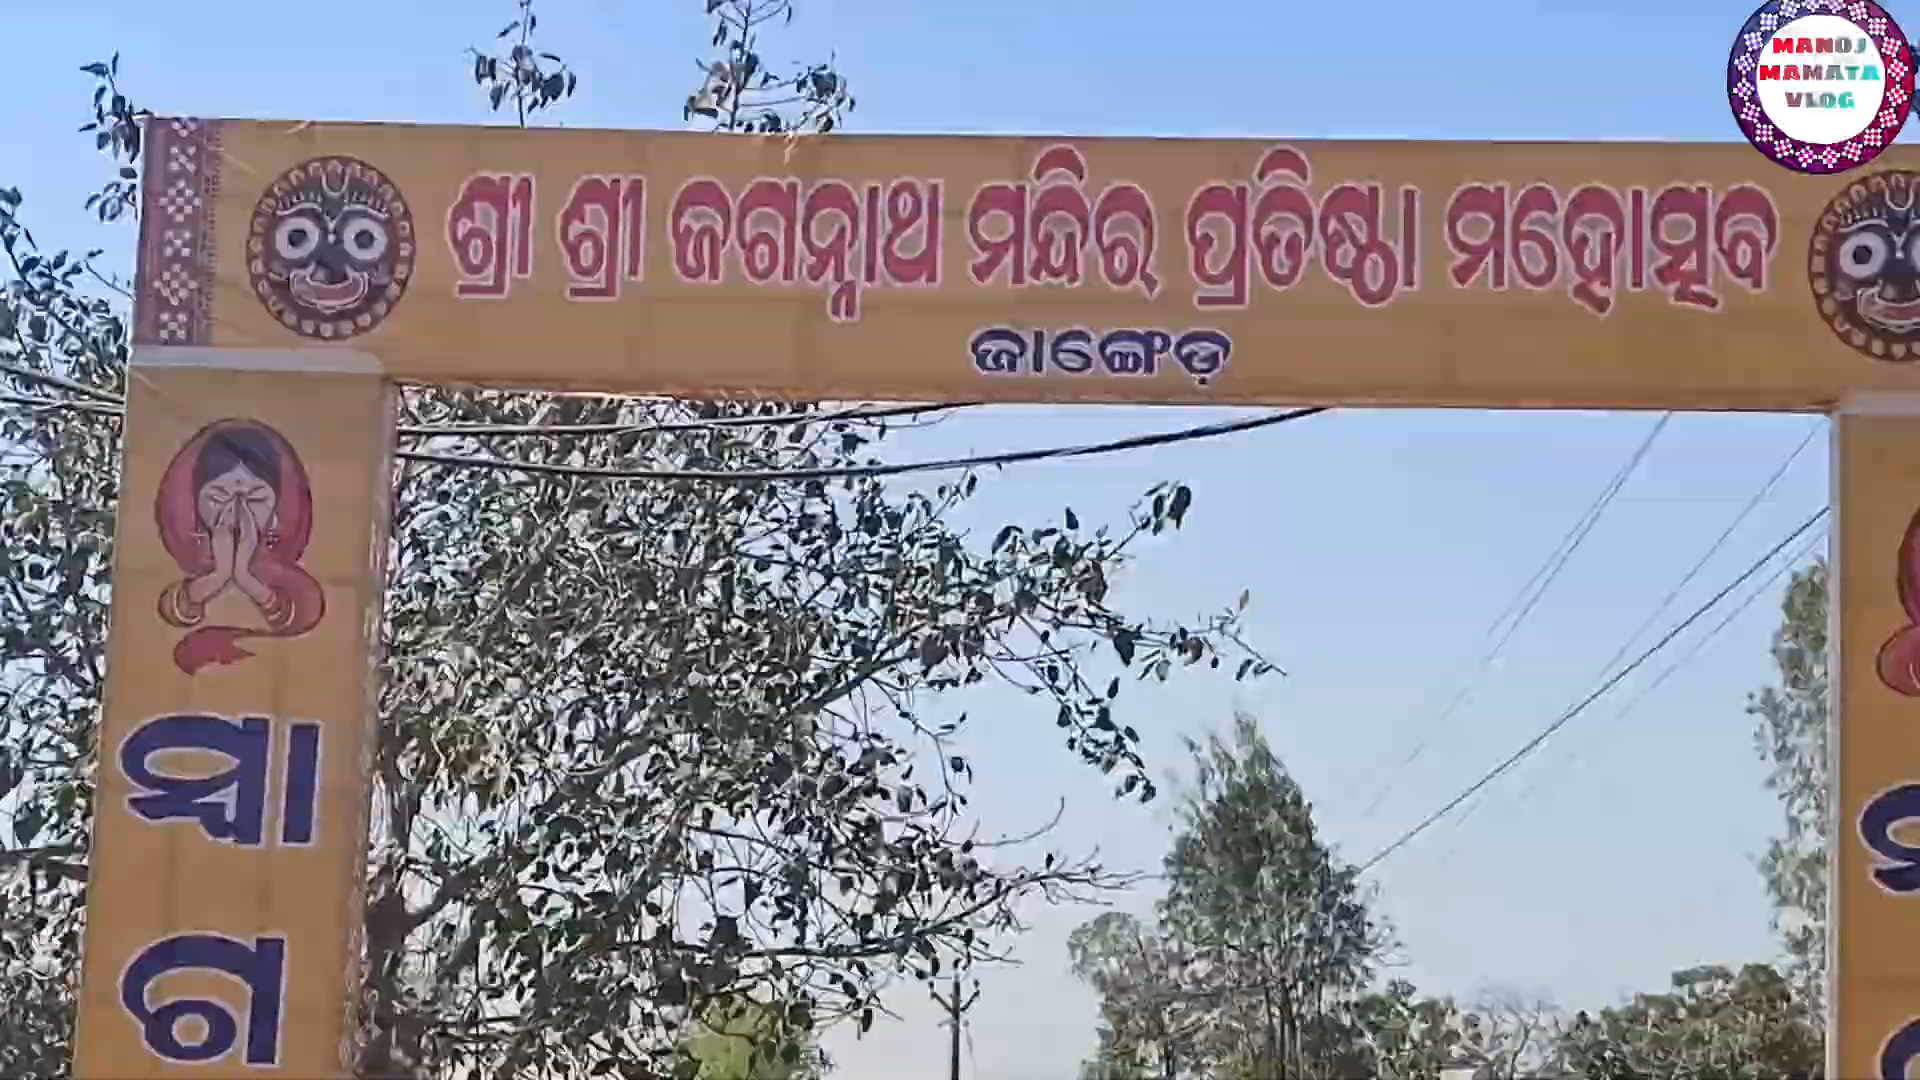 ଶ୍ରୀ ଶ୍ରୀ ଜଗନ୍ନାଥ ମନ୍ଦିର ପ୍ରତିଷ୍ଠା ମହୋତ୍ସବ
ଜାଙ୍ଗେଡ଼
ସ୍ୱା
ଗ
MANOJ
MAMATA
VLOG